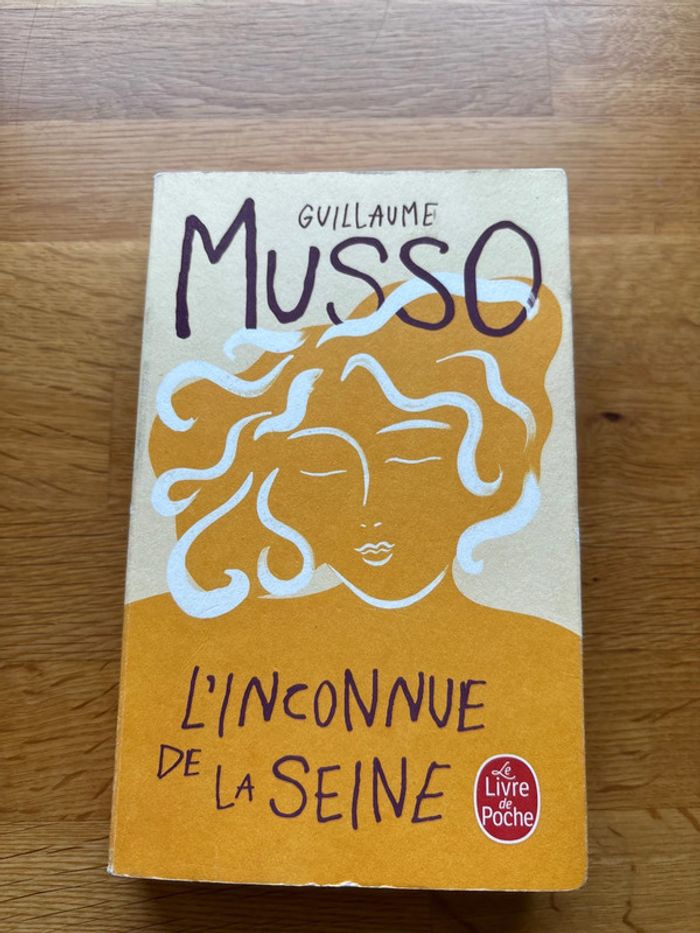 GUILLAUME
MUSSO
L'INCONNUE
DE LA SEINE
Le
Livre
de
Poche